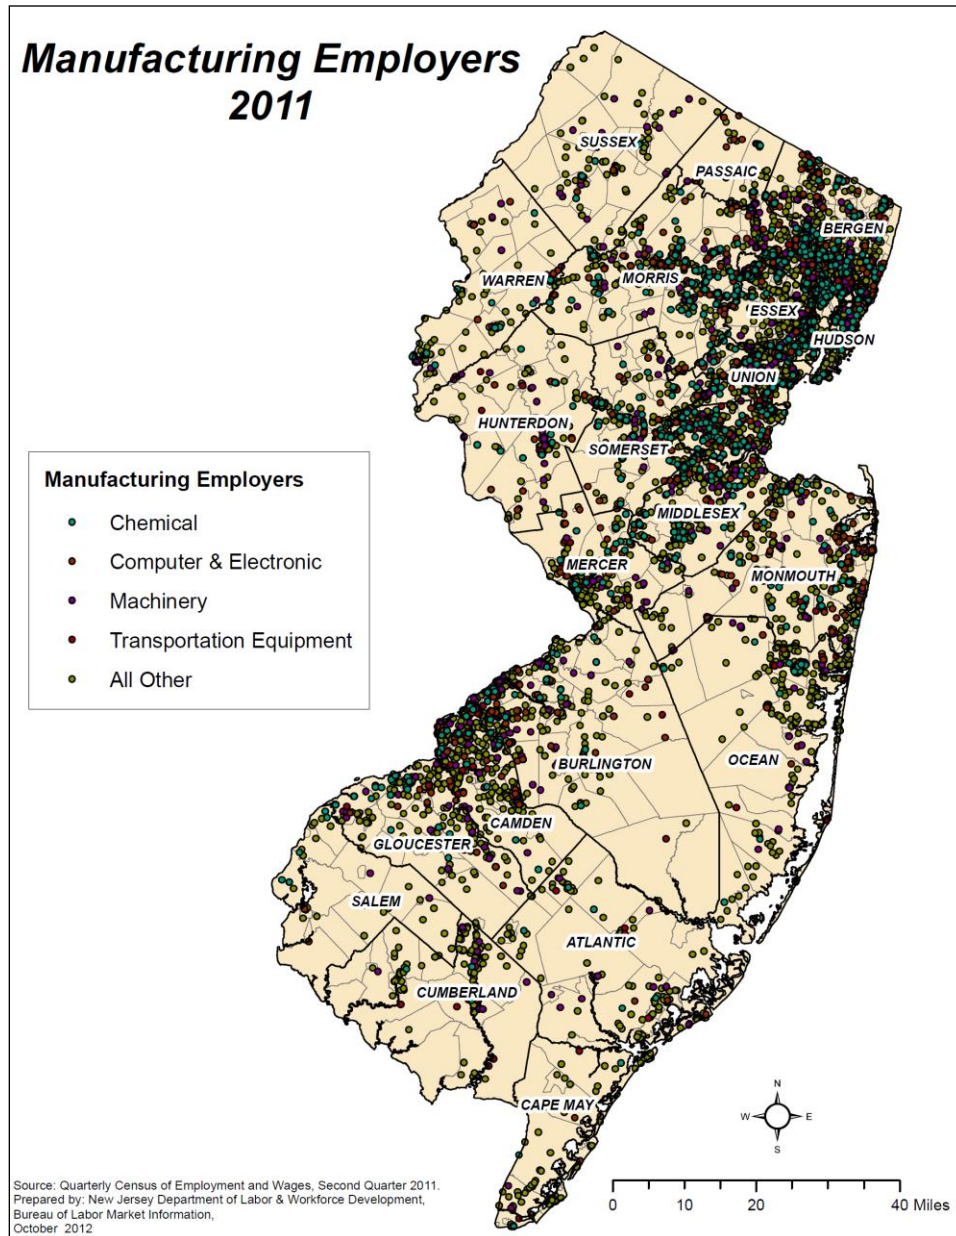 Manufacturing Employers
2011
SUSSEX
PASSAIC
BERGEN
WARREN
MORRIS
ESSEX
HUDSON
UNION
HUNTERDON
SOMERSET
MIDDLESEX
MERCER
MONMOUTH
Manufacturing Employers
Chemical
Computer & Electronic
Machinery
Transportation Equipment
All Other
OCEAN
BURLINGTON
CAMDEN
GLOUCESTER
SALEM
ATLANTIC
CUMBERLAND
CAPE MAY
N
W E
S
Source: Quarterly Census of Employment and Wages, Second Quarter 2011.
Prepared by: New Jersey Department of Labor & Workforce Development,
Bureau of Labor Market Information,
October 2012
0 10 20 40 Miles